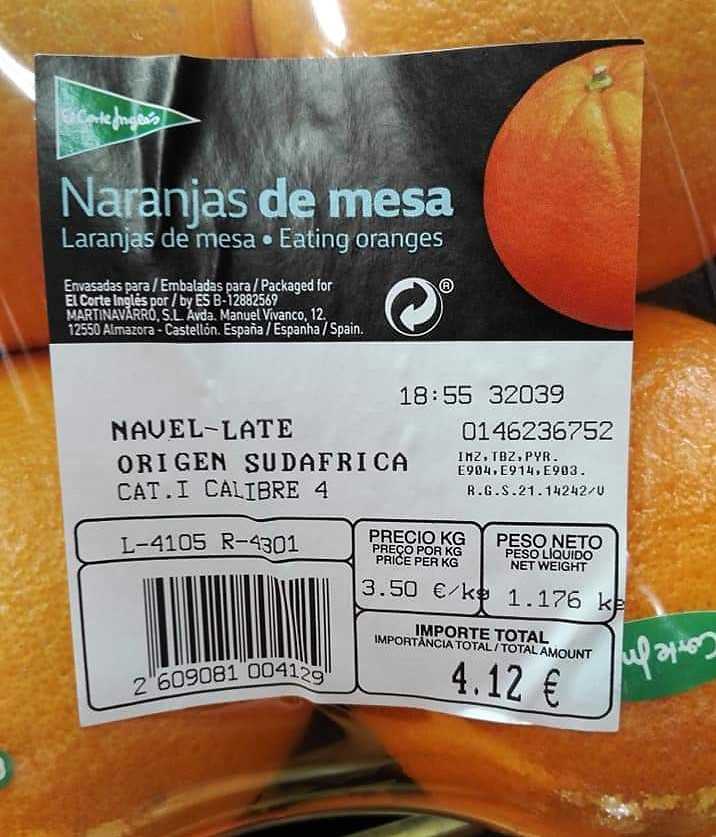 El Corte Inglés
Naranjas de mesa
Laranjas de mesa • Eating oranges
Envasadas para / Embaladas para / Packaged for
El Corte Inglés por / by ES B-12882569
MARTINAVARRO, S.L. Avda. Manuel Vivanco, 12.
12550 Almazora - Castellón. España / Espanha / Spain.
®
18:55 32039
NAVEL-LATE
0146236752
ORIGEN SUDAFRICA
IMZ,TBZ,PYR.
E904,E914,E903.
CAT.I CALIBRE 4
R.G.S.21.14242/V
L-4105 R-4301
PRECIO KG
PREÇO POR KG
PRICE PER KG
3.50 €/kg
PESO NETO
PESO LÍQUIDO
NET WEIGHT
1.176 kg
IMPORTE TOTAL
IMPORTÂNCIA TOTAL / TOTAL AMOUNT
4.12 €
2 609081 004129
Corte In